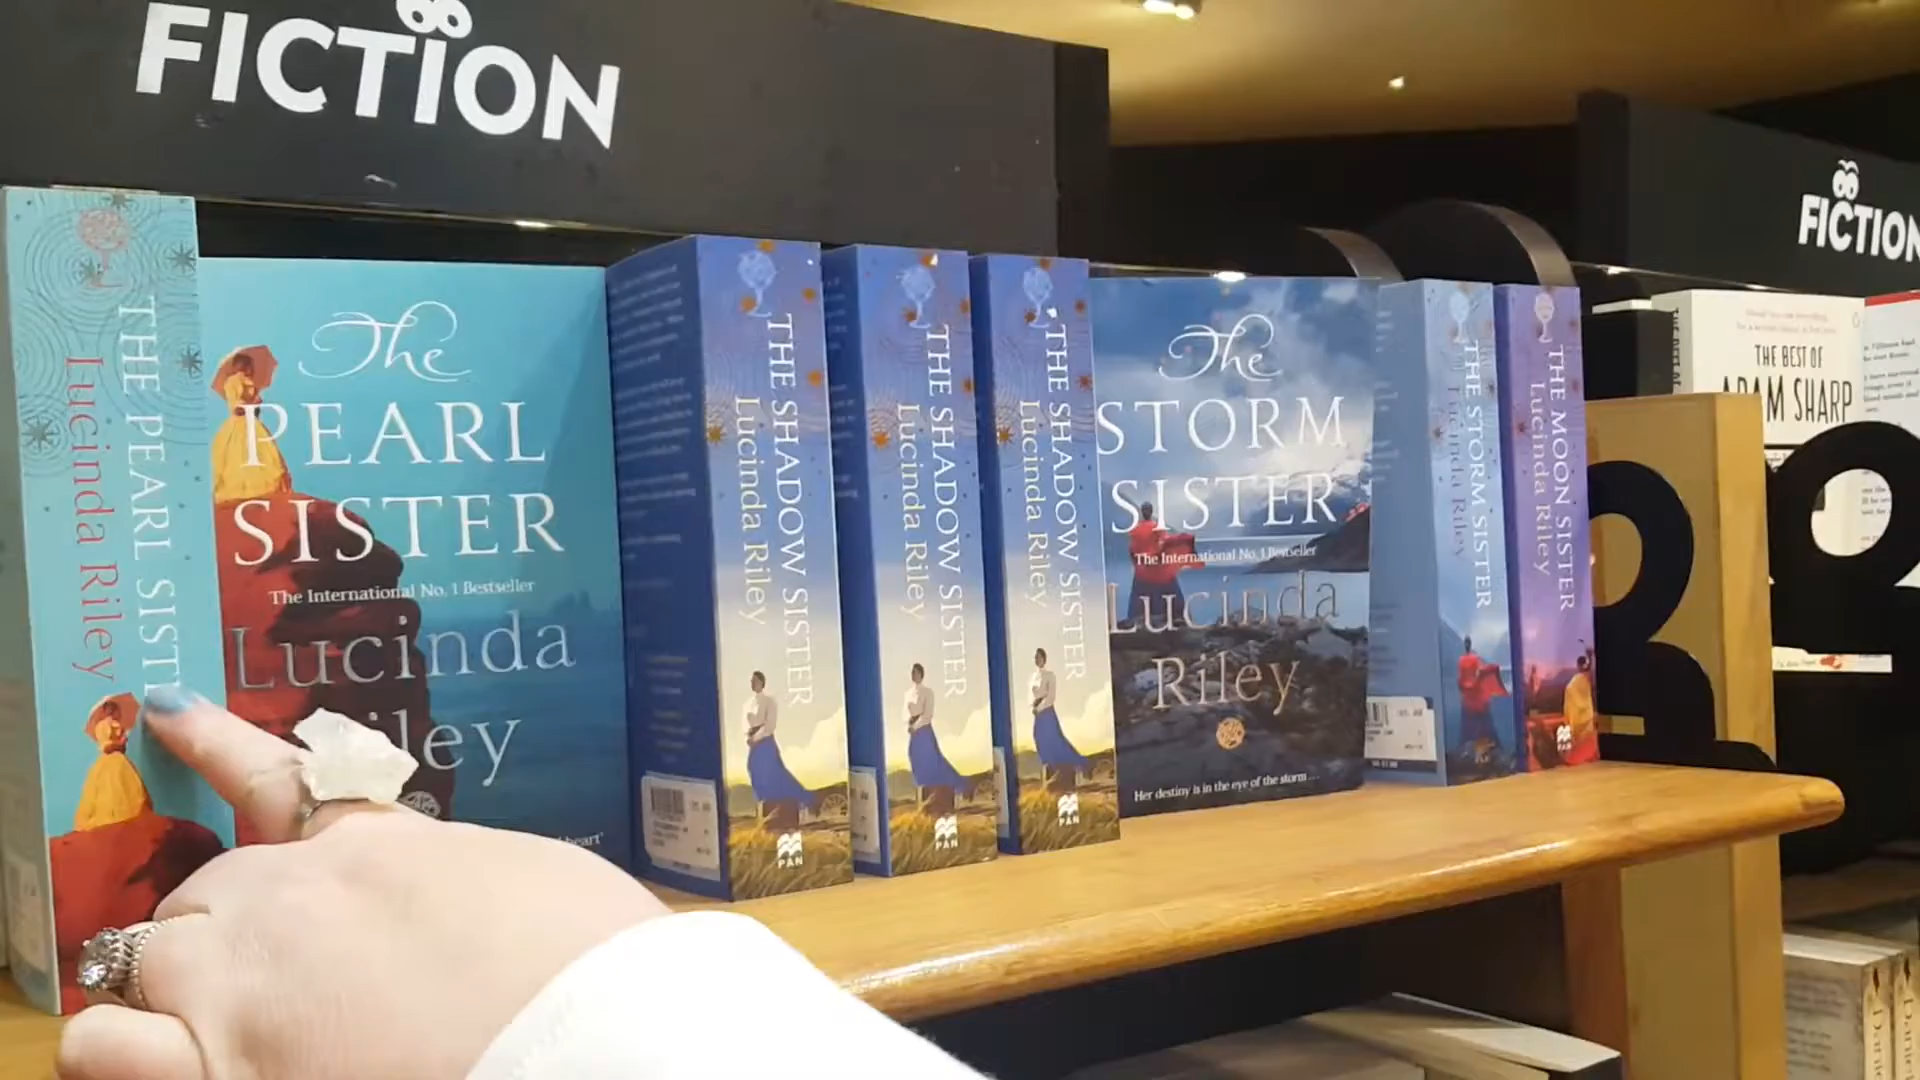 FICTION
FICTION
THE PEARL SISTE
Lucinda Riley
The
PEARL
SISTER
The International No. 1 Bestseller
Lucinda
iley
heart'
THE SHADOW SISTER
Lucinda Riley
PAN
THE SHADOW SISTER
Lucinda Riley
PAN
THE SHADOW SISTER
Lucinda Riley
PAN
The
STORM
SISTER
The International No. 1 Bestseller
Lucinda
Riley
Her destiny is in the eye of the storm...
THE STORM SISTER
Lucinda Riley
THE MOON SISTER
Lucinda Riley
PAN
THE BEST OF
ADAM SHARP